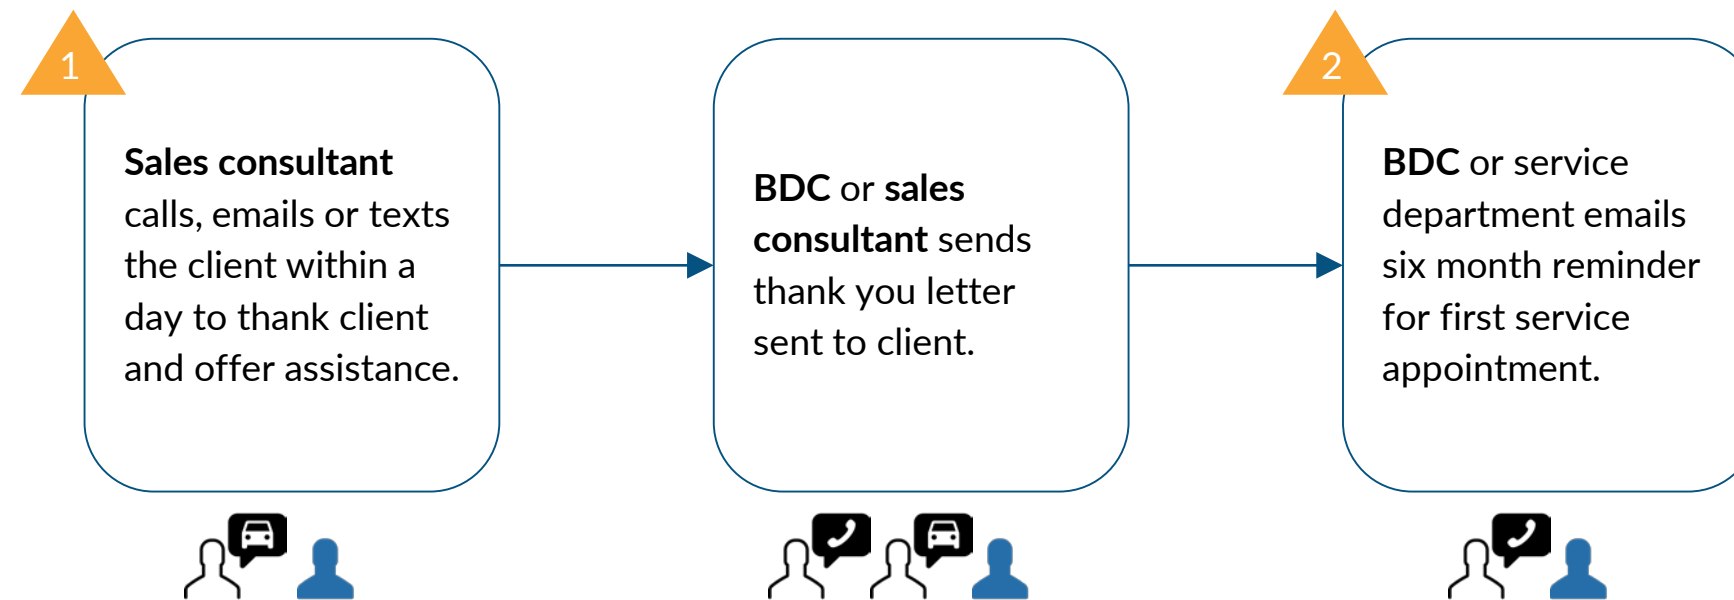 1
Sales consultant
calls, emails or texts
the client within a
day to thank client
and offer assistance.
BDC or sales
consultant sends
thank you letter
sent to client.
2
BDC or service
department emails
six month reminder
for first service
appointment.